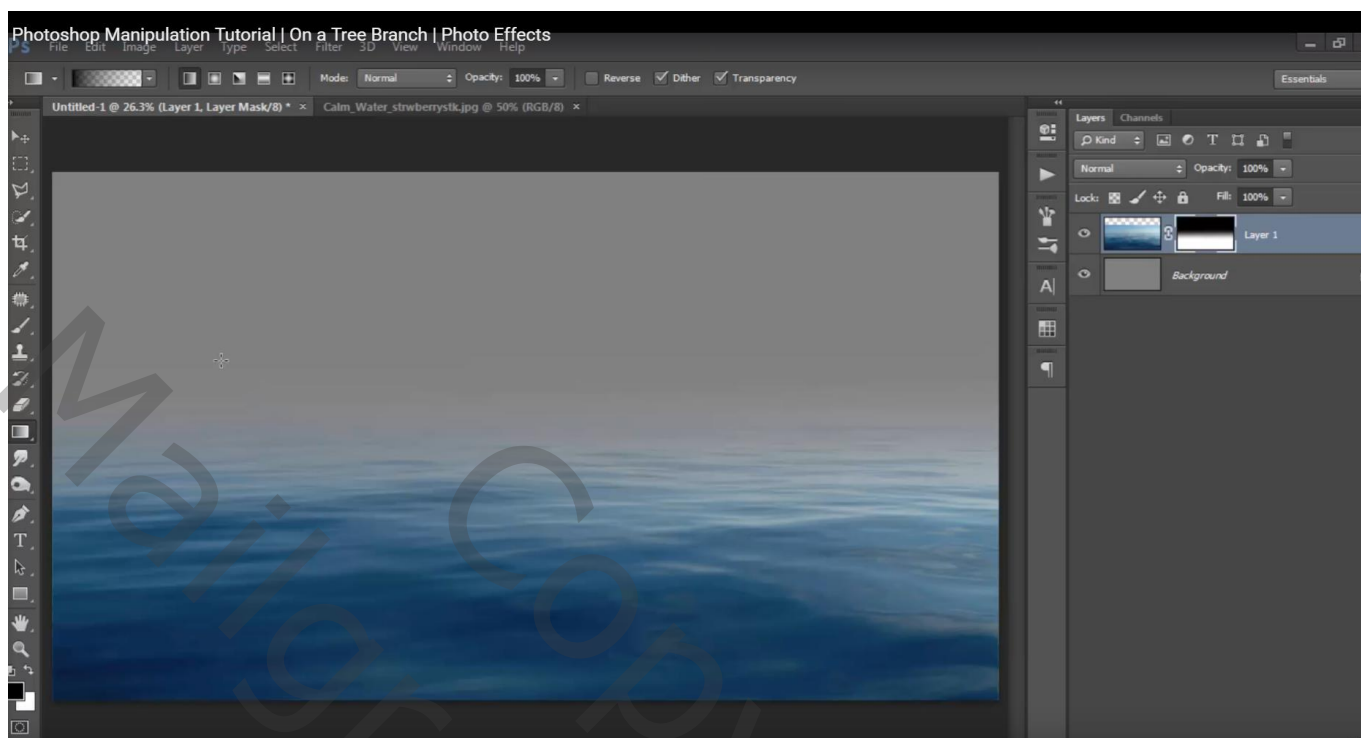 Photoshop Manipulation Tutorial | On a Tree Branch | Photo Effects
Ps File Edit Image Layer Type Select Filter 3D View Window Help
Mode: Normal Opacity: 100% Reverse Dither Transparency Essentials
Untitled-1 @ 26.3% (Layer 1, Layer Mask/8) * × Calm_Water_strwberrystk.jpg @ 50% (RGB/8) ×
Layers Channels
Kind
Normal Opacity: 100%
Lock: Fill: 100%
Layer 1
Background